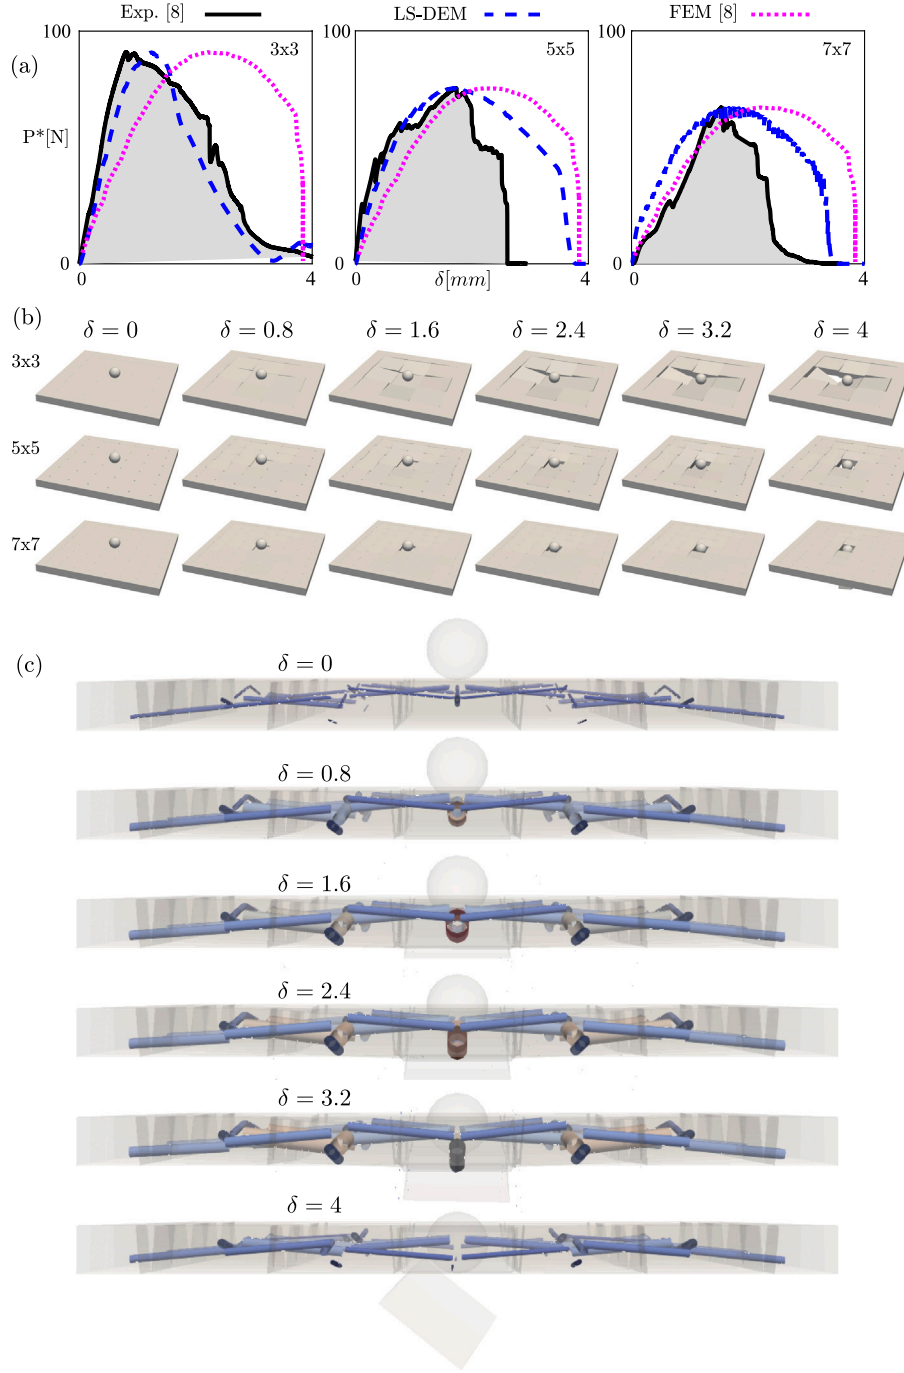 Exp. [8] LS-DEM FEM [8]
100 100 100
(a) 3x3 5x5 7x7
P*[N]
0 0 0
0 4 0 δ[mm] 4 0 4
(b)
δ = 0 δ = 0.8 δ = 1.6 δ = 2.4 δ = 3.2 δ = 4
3x3
5x5
7x7
(c)
δ = 0
δ = 0.8
δ = 1.6
δ = 2.4
δ = 3.2
δ = 4